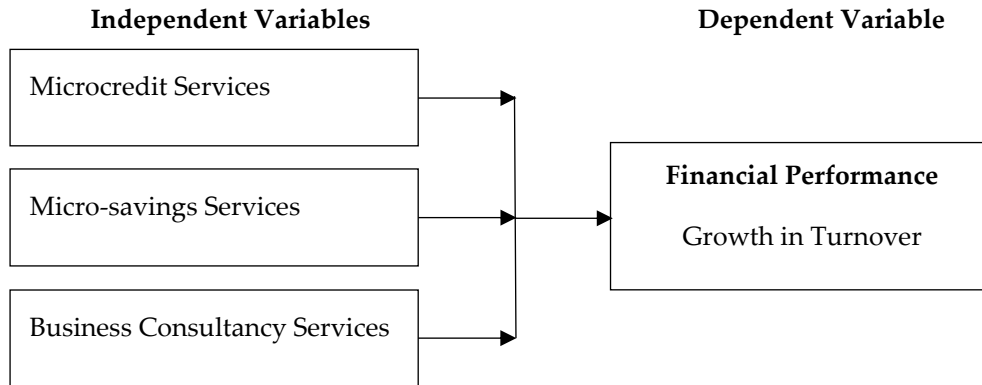 Independent Variables
Dependent Variable
Microcredit Services
Micro-savings Services
Business Consultancy Services
Financial Performance
Growth in Turnover